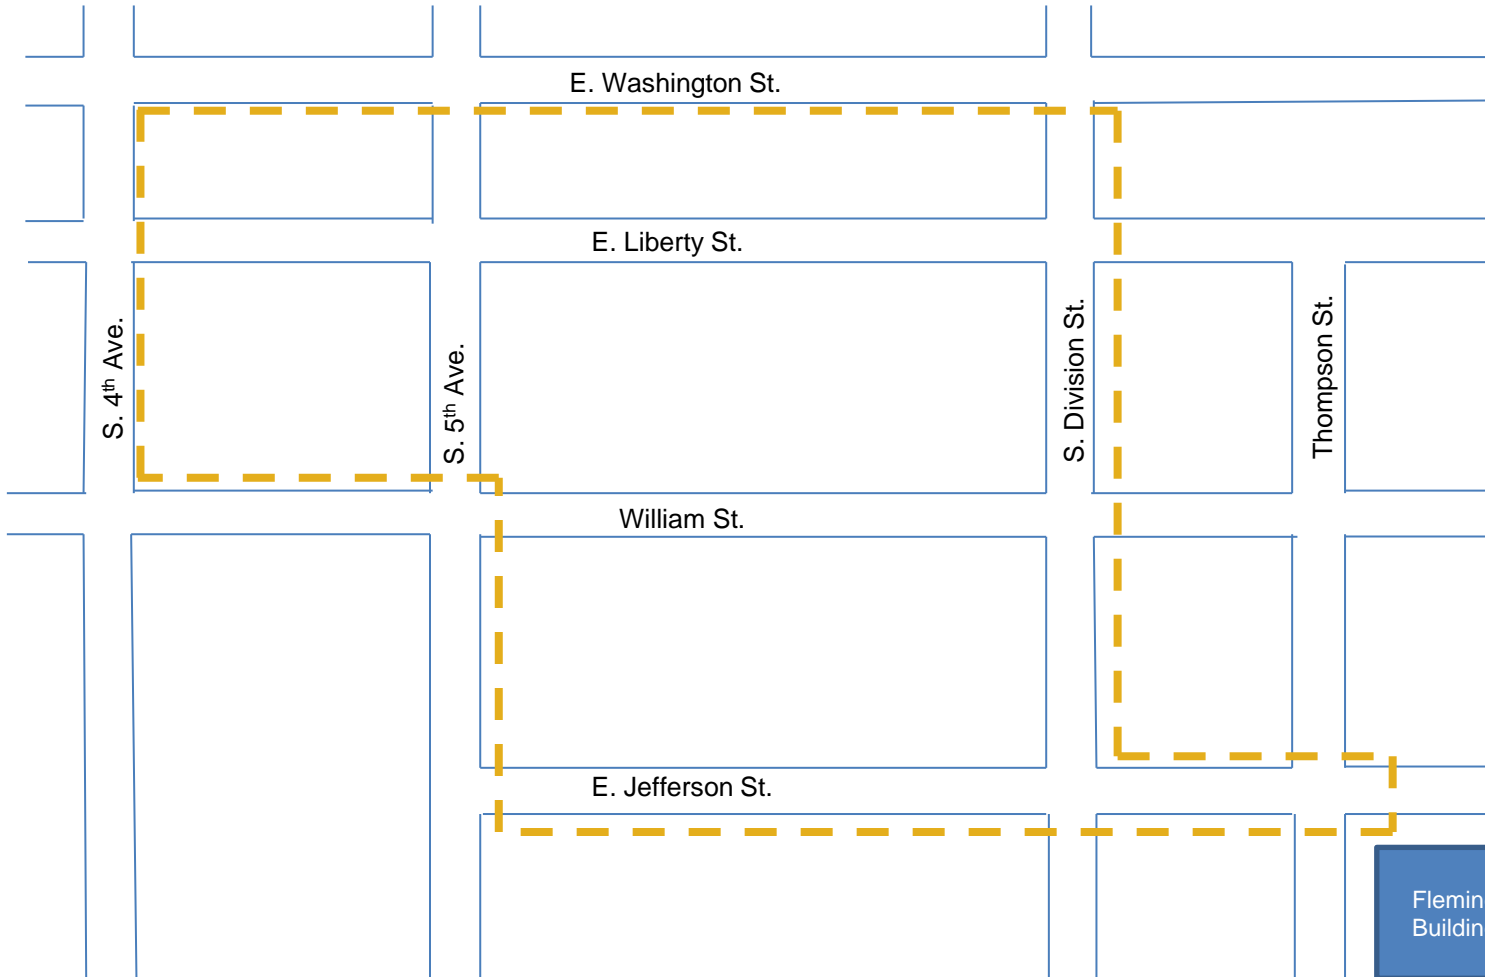 E. Washington St.
E. Liberty St.
S. 4th Ave.
S. 5th Ave.
S. Division St.
Thompson St.
William St.
E. Jefferson St.
Flemin
Buildin